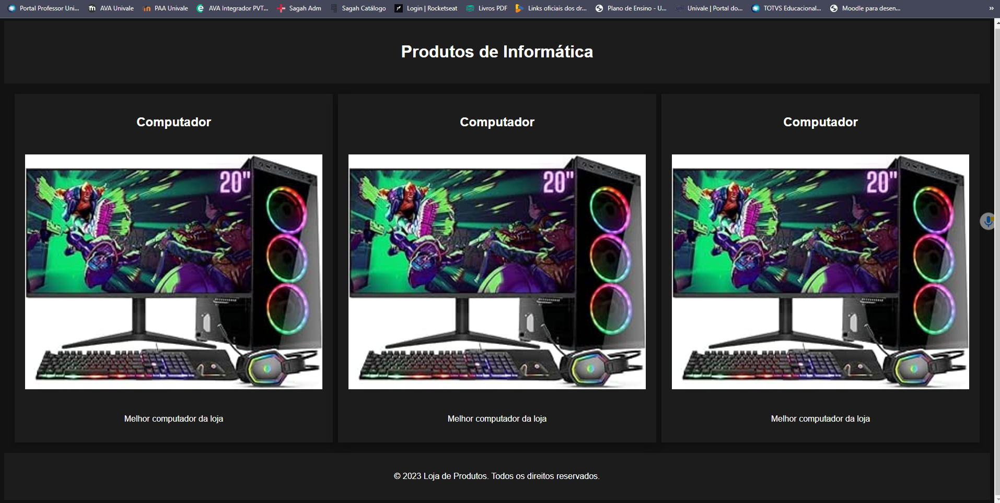 Portal Professor Uni... AVA Univale PAA Univale AVA Integrador PVT... Sagah Adm Sagah Catálogo Login | Rocketseat Livros PDF Links oficiais dos dr... Plano de Ensino - U... Univale | Portal do... TOTVS Educacional... Moodle para desen... »
Produtos de Informática
Computador Computador Computador
20" 20" 20"
Melhor computador da loja Melhor computador da loja Melhor computador da loja
© 2023 Loja de Produtos. Todos os direitos reservados.